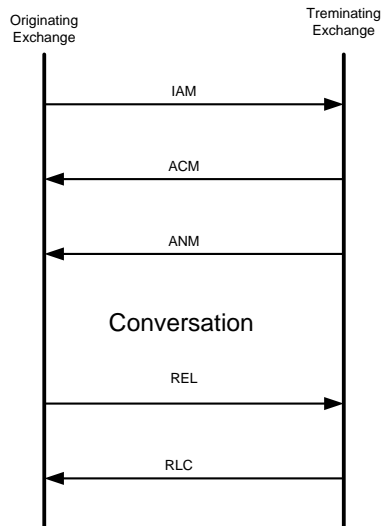 Originating
Exchange
Treminating
Exchange
IAM
ACM
ANM
Conversation
REL
RLC